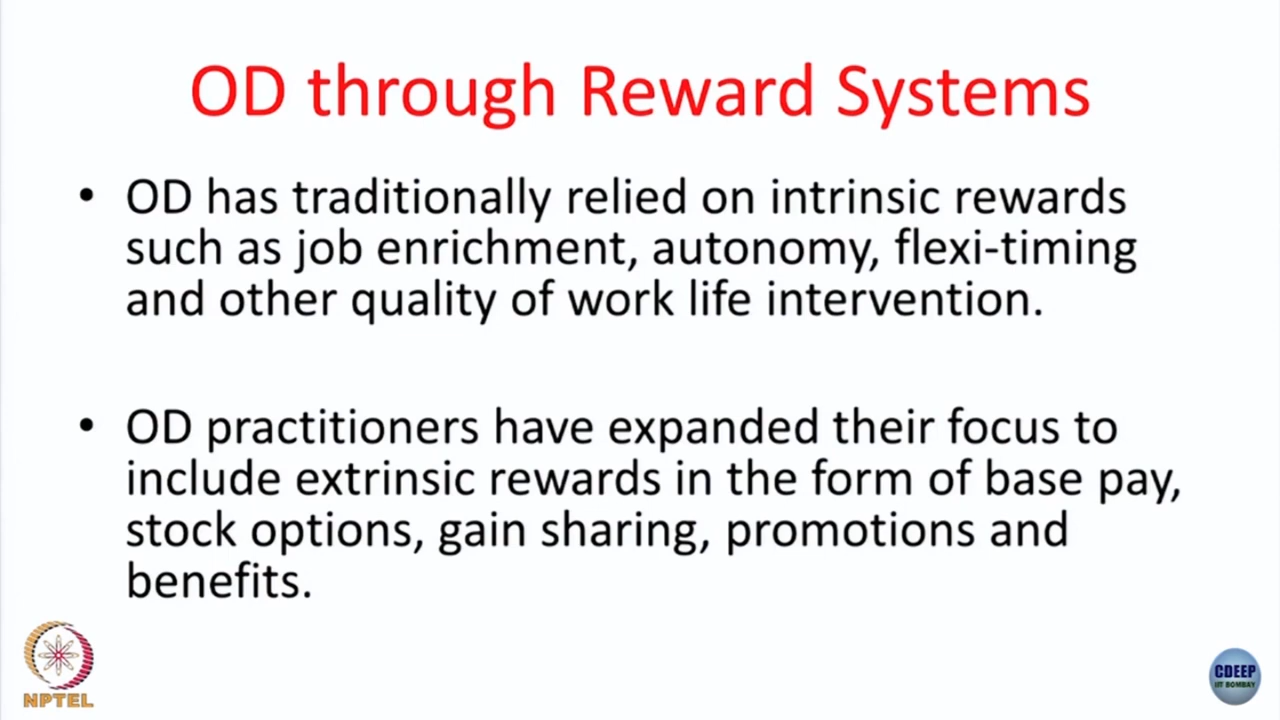 OD through Reward Systems
• OD has traditionally relied on intrinsic rewards
such as job enrichment, autonomy, flexi-timing
and other quality of work life intervention.
• OD practitioners have expanded their focus to
include extrinsic rewards in the form of base pay,
stock options, gain sharing, promotions and
benefits.
NPTEL
CDEEP
IIT BOMBAY